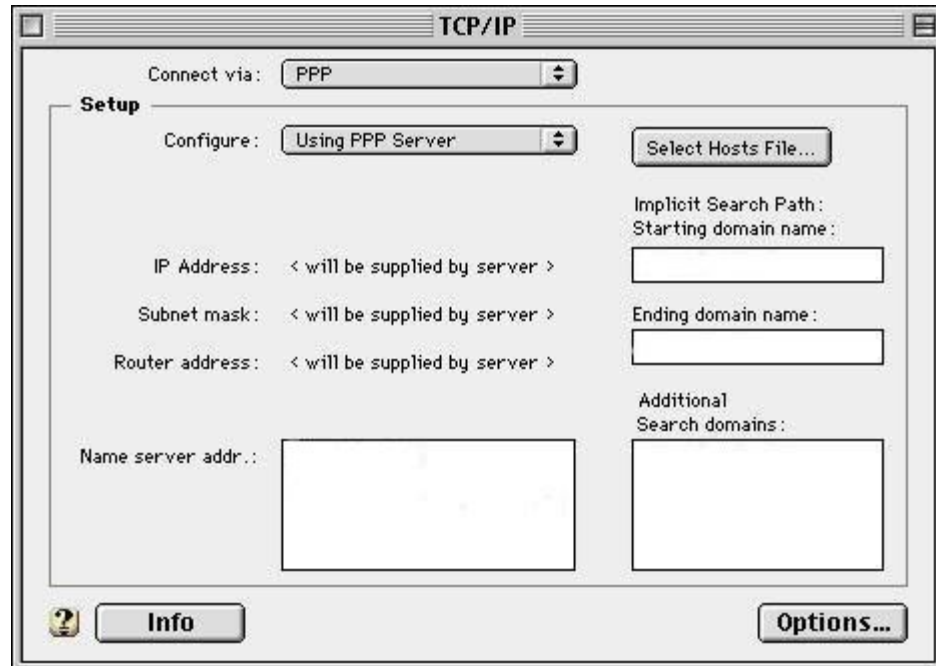 TCP/IP
Connect via: PPP
Setup
Configure: Using PPP Server
Select Hosts File...
Implicit Search Path:
Starting domain name:
IP Address: < will be supplied by server >
Subnet mask: < will be supplied by server >
Ending domain name:
Router address: < will be supplied by server >
Additional
Search domains:
Name server addr.:
?
Info
Options...